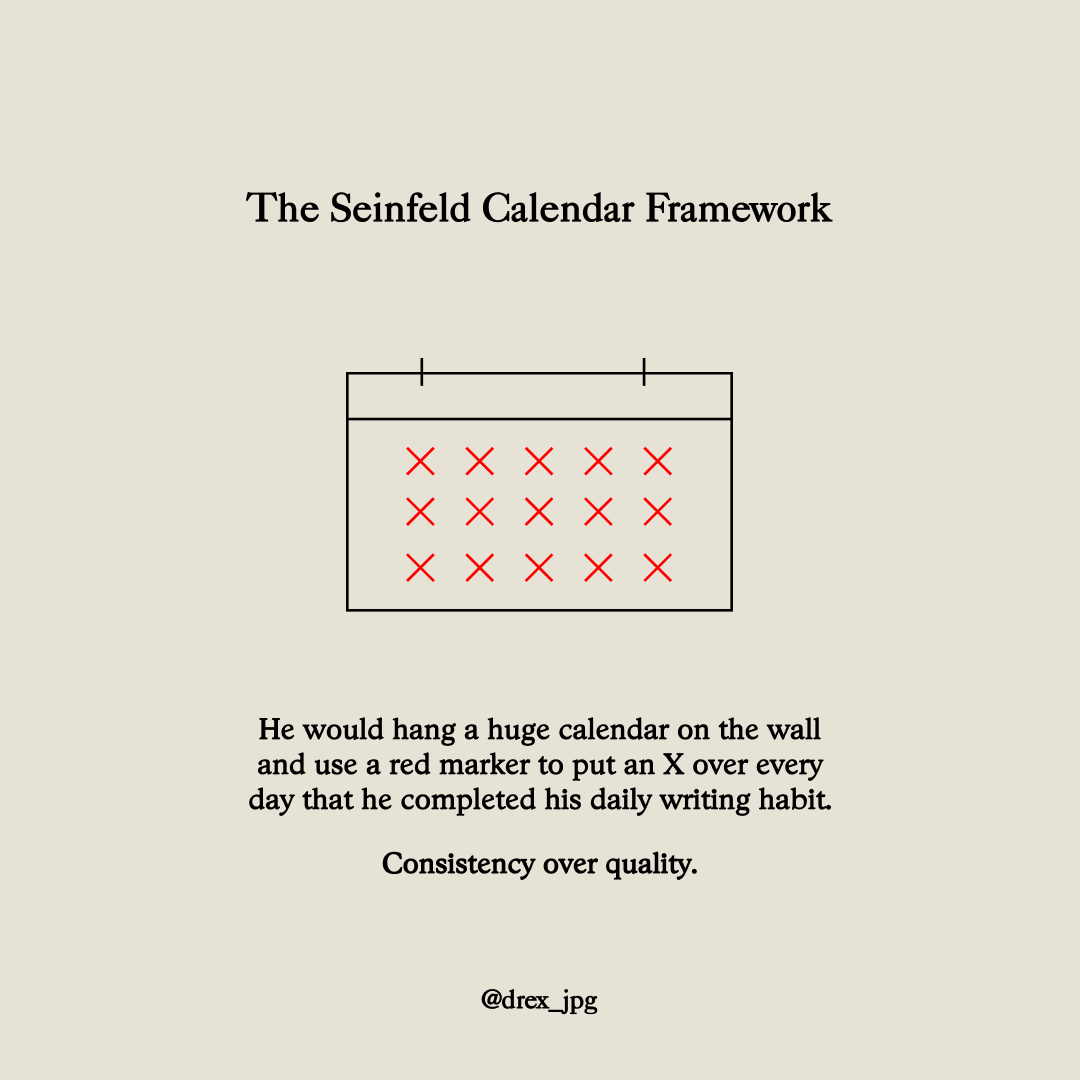 The Seinfeld Calendar Framework
He would hang a huge calendar on the wall
and use a red marker to put an X over every
day that he completed his daily writing habit.
Consistency over quality.
@drex_jpg